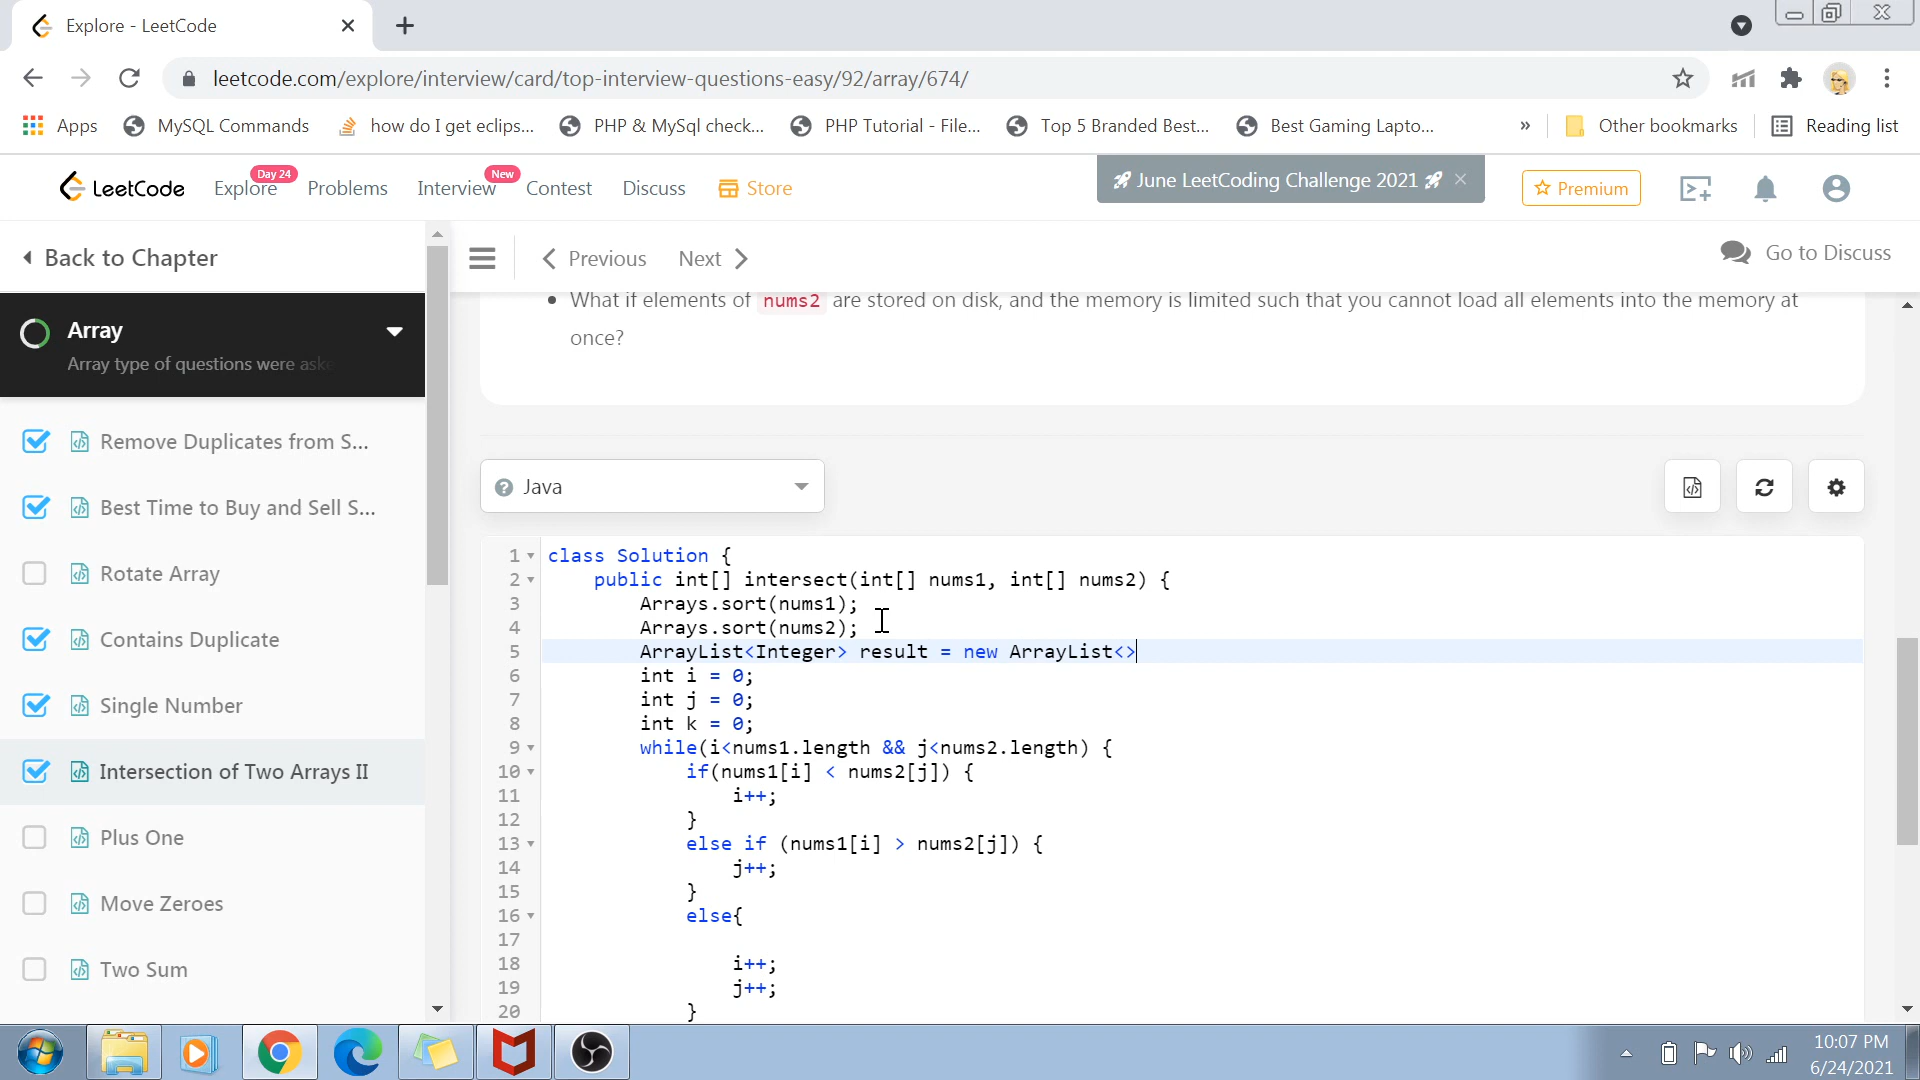 Explore - LeetCode
leetcode.com/explore/interview/card/top-interview-questions-easy/92/array/674/
Apps MySQL Commands how do I get eclips... PHP & MySql check... PHP Tutorial - File... Top 5 Branded Best... Best Gaming Lapto... » Other bookmarks Reading list
LeetCode Explore Day 24 Problems Interview New Contest Discuss Store June LeetCoding Challenge 2021 Premium
Back to Chapter
Previous Next Go to Discuss
Array
Array type of questions were aske
Remove Duplicates from S...
Best Time to Buy and Sell S...
Rotate Array
Contains Duplicate
Single Number
Intersection of Two Arrays II
Plus One
Move Zeroes
Two Sum
What if elements of nums2 are stored on disk, and the memory is limited such that you cannot load all elements into the memory at
once?
Java
1 class Solution {
2 public int[] intersect(int[] nums1, int[] nums2) {
3 Arrays.sort(nums1);
4 Arrays.sort(nums2);
5 ArrayList<Integer> result = new ArrayList<>
6 int i = 0;
7 int j = 0;
8 int k = 0;
9 while(i<nums1.length && j<nums2.length) {
10 if(nums1[i] < nums2[j]) {
11 i++;
12 }
13 else if (nums1[i] > nums2[j]) {
14 j++;
15 }
16 else{
17
18 i++;
19 j++;
20 }
10:07 PM
6/24/2021